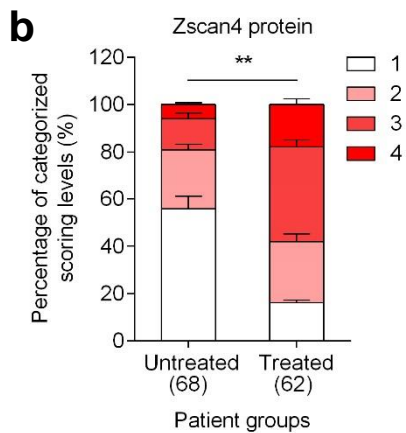 b
Zscan4 protein
Percentage of categorized
scoring levels (%)
120
100
80
60
40
20
0
**
1
2
3
4
Untreated
(68)
Treated
(62)
Patient groups